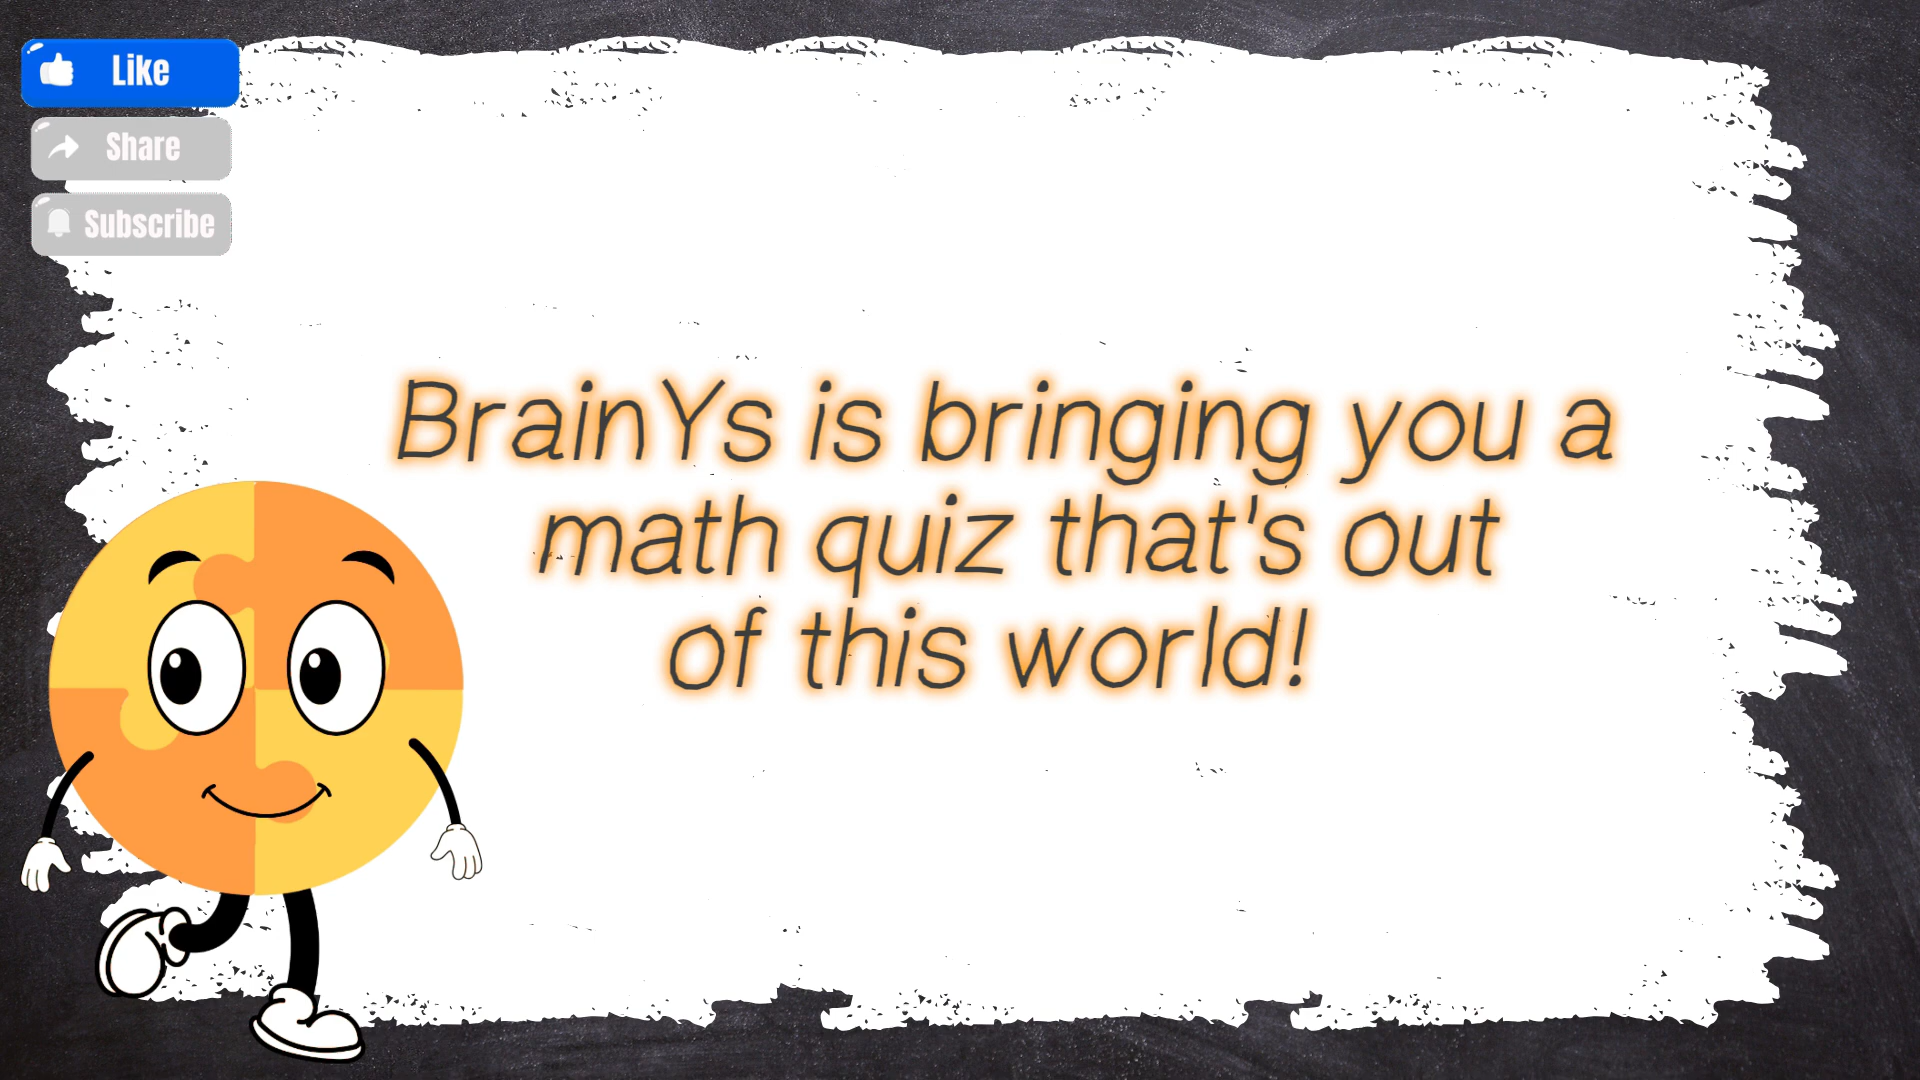 Like
Share
Subscribe
BrainYs is bringing you a
math quiz that's out
of this world!